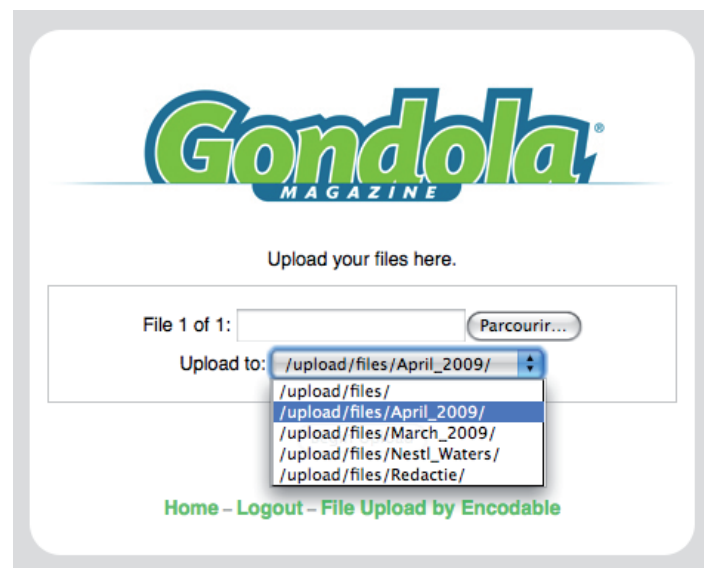 Gondola®
MAGAZINE
Upload your files here.
File 1 of 1: Parcourir...
Upload to: /upload/files/April_2009/
/upload/files/
/upload/files/April_2009/
/upload/files/March_2009/
/upload/files/Nestl_Waters/
/upload/files/Redactie/
Home – Logout – File Upload by Encodable